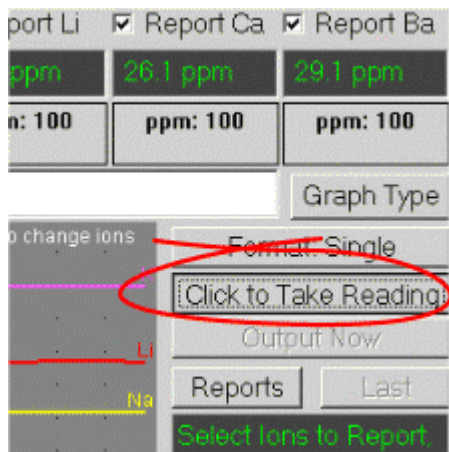 port Li Report Ca Report Ba
ppm 26.1 ppm 29.1 ppm
n: 100 ppm: 100 ppm: 100
Graph Type
o change ions
Format: Single
Click to Take Reading
Output Now
Li
Reports Last
Na
Select Ions to Report,